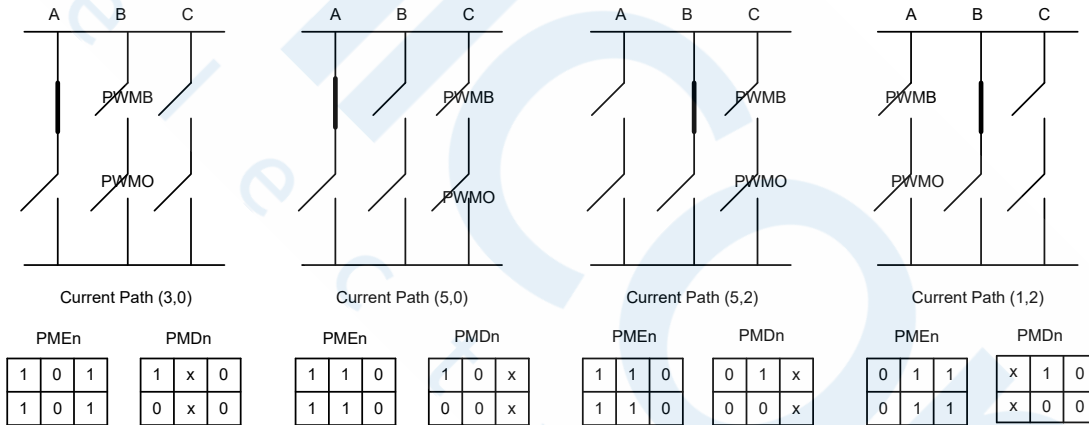 A B C
A B C
A B C
A B C
PWMB
PWMB
PWMB
PWMB
PWMO
PWMO
PWMO
PWMO
Current Path (3,0)
Current Path (5,0)
Current Path (5,2)
Current Path (1,2)
PMEn PMDn
1 0 1 1 x 0
1 0 1 0 x 0
PMEn PMDn
1 1 0 1 0 x
1 1 0 0 0 x
PMEn PMDn
1 1 0 0 1 x
1 1 0 0 0 x
PMEn PMDn
0 1 1 x 1 0
0 1 1 x 0 0